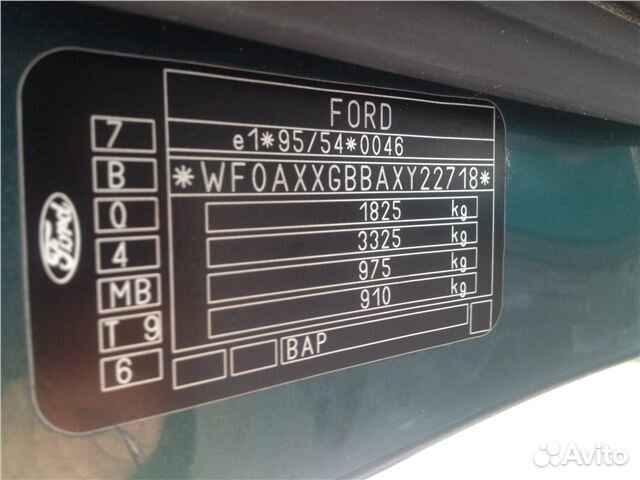 FORD
e1*95/54*0046
*WF0AXXGBBAXY22718*
1825 kg
3325 kg
975 kg
910 kg
BAP
7
B
0
4
MB
T 9
6
Ford
Avito